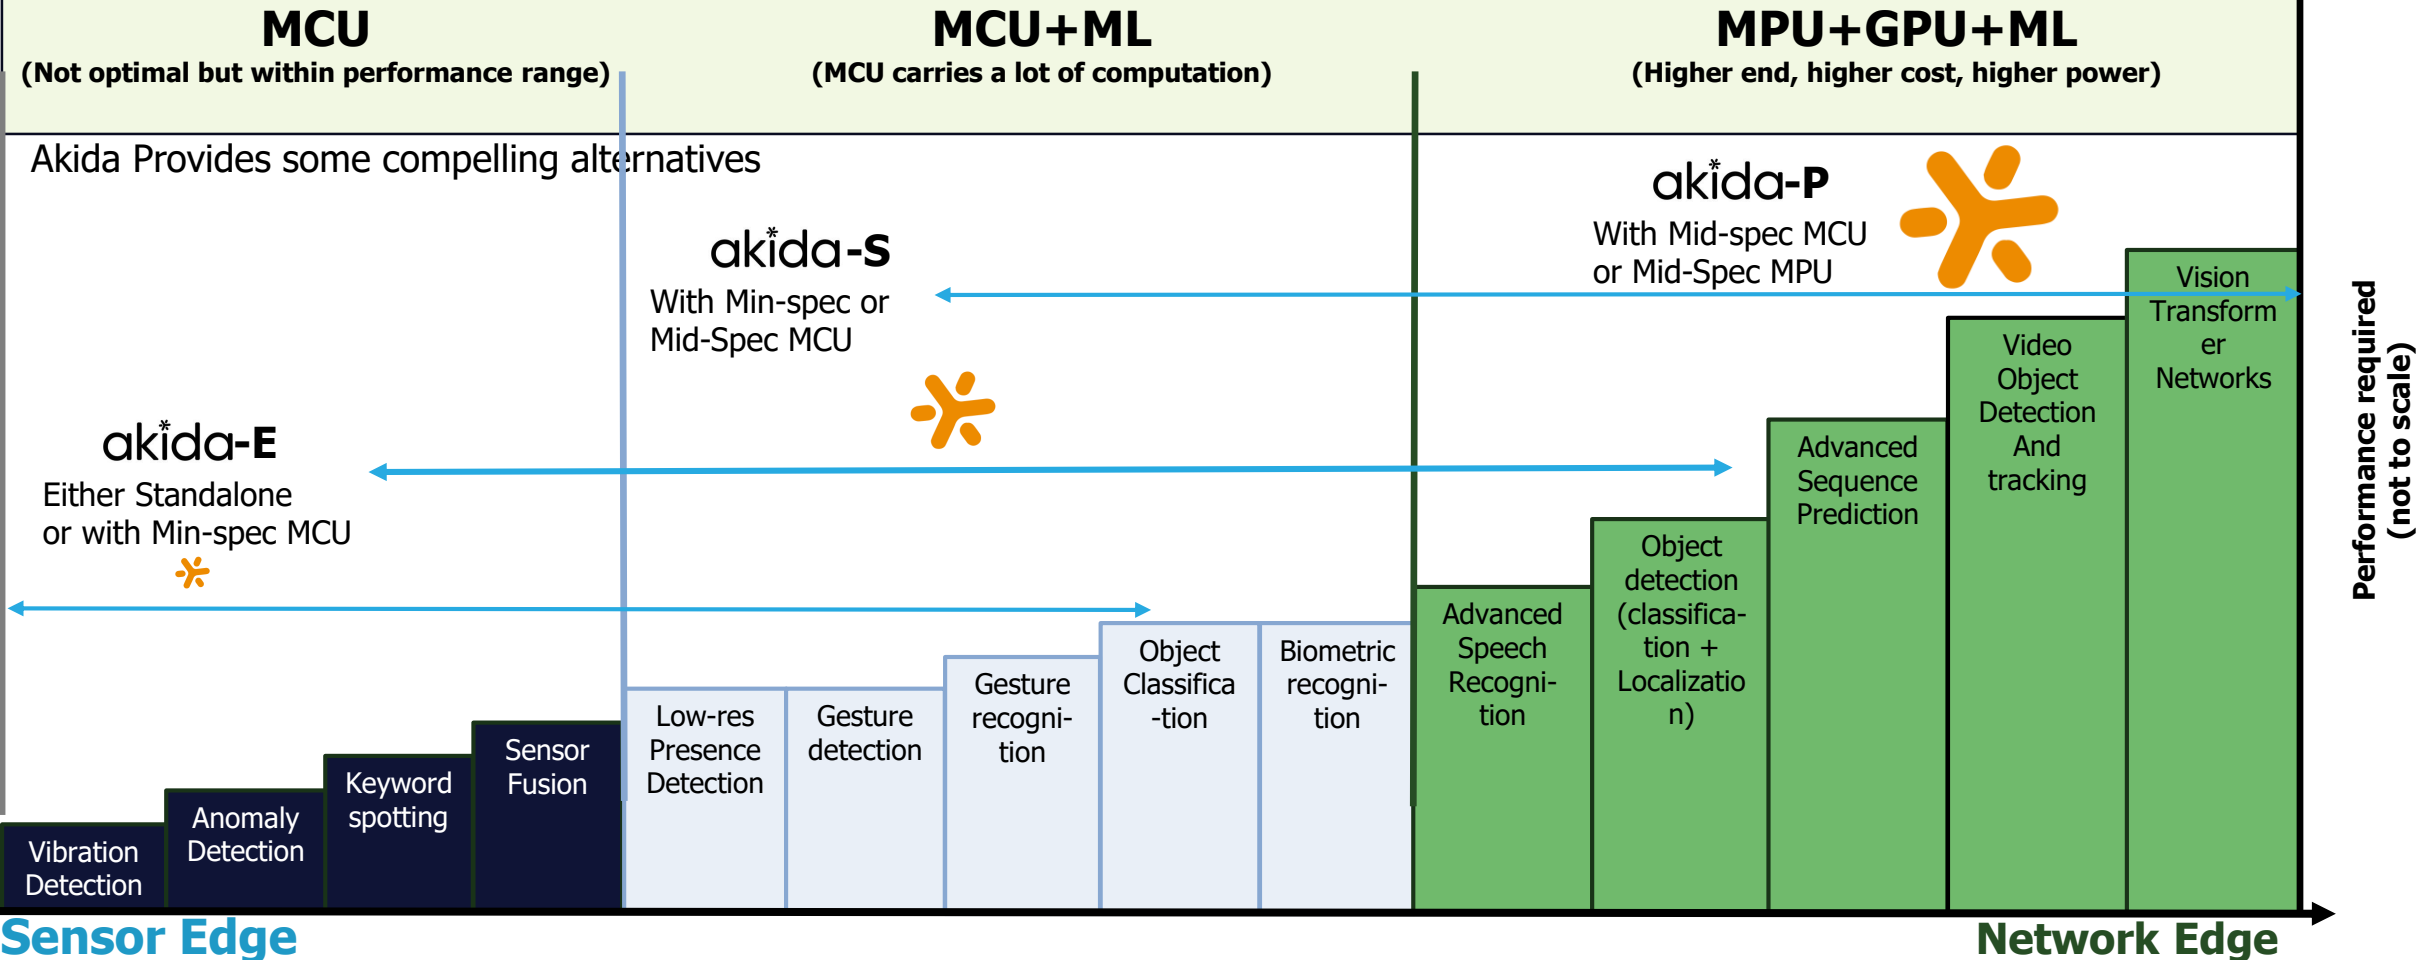 MCU
(Not optimal but within performance range)
MCU+ML
(MCU carries a lot of computation)
MPU+GPU+ML
(Higher end, higher cost, higher power)
Akida Provides some compelling alternatives
akida-E
Either Standalone
or with Min-spec MCU
akida-S
With Min-spec or
Mid-Spec MCU
akida-P
With Mid-spec MCU
or Mid-Spec MPU
Vibration
Detection
Anomaly
Detection
Keyword
spotting
Sensor
Fusion
Low-res
Presence
Detection
Gesture
detection
Gesture
recogni-
tion
Object
Classifica
-tion
Biometric
recogni-
tion
Advanced
Speech
Recogni-
tion
Object
detection
(classifica-
tion +
Localizatio
n)
Advanced
Sequence
Prediction
Video
Object
Detection
And
tracking
Vision
Transform
er
Networks
Performance required
(not to scale)
Sensor Edge
Network Edge